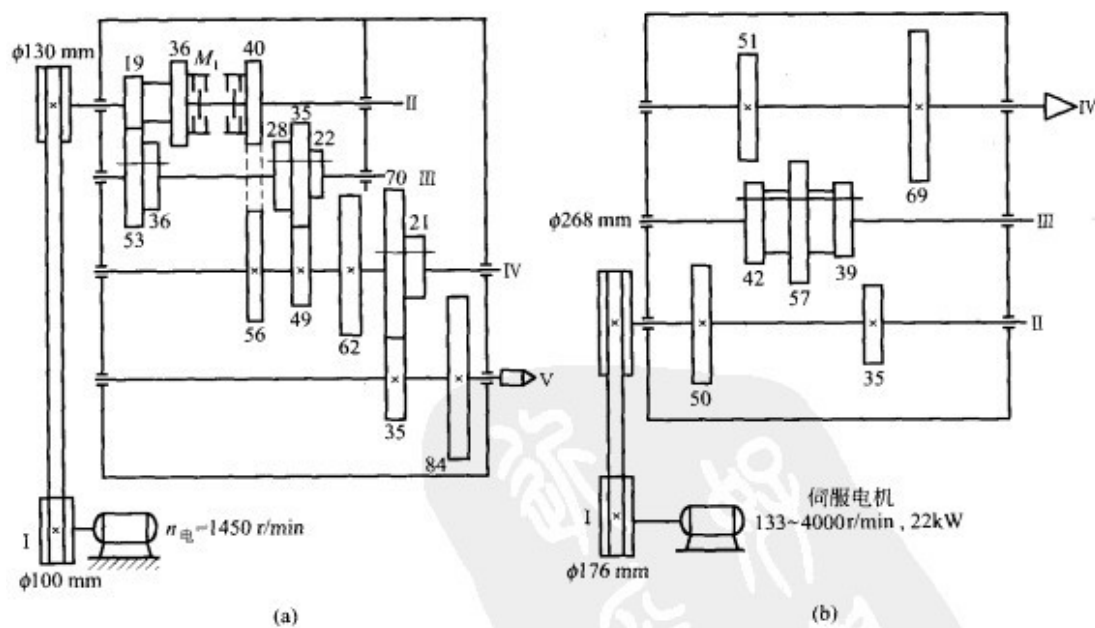 φ130 mm
19
36
M1
40
II
35
28
22
70
III
53
36
21
IV
56
49
62
V
35
84
I
n电~1450 r/min
φ100 mm
(a)
51
IV
69
φ268 mm
III
42
57
39
II
50
35
伺服电机
I
133~4000r/min , 22kW
φ176 mm
(b)